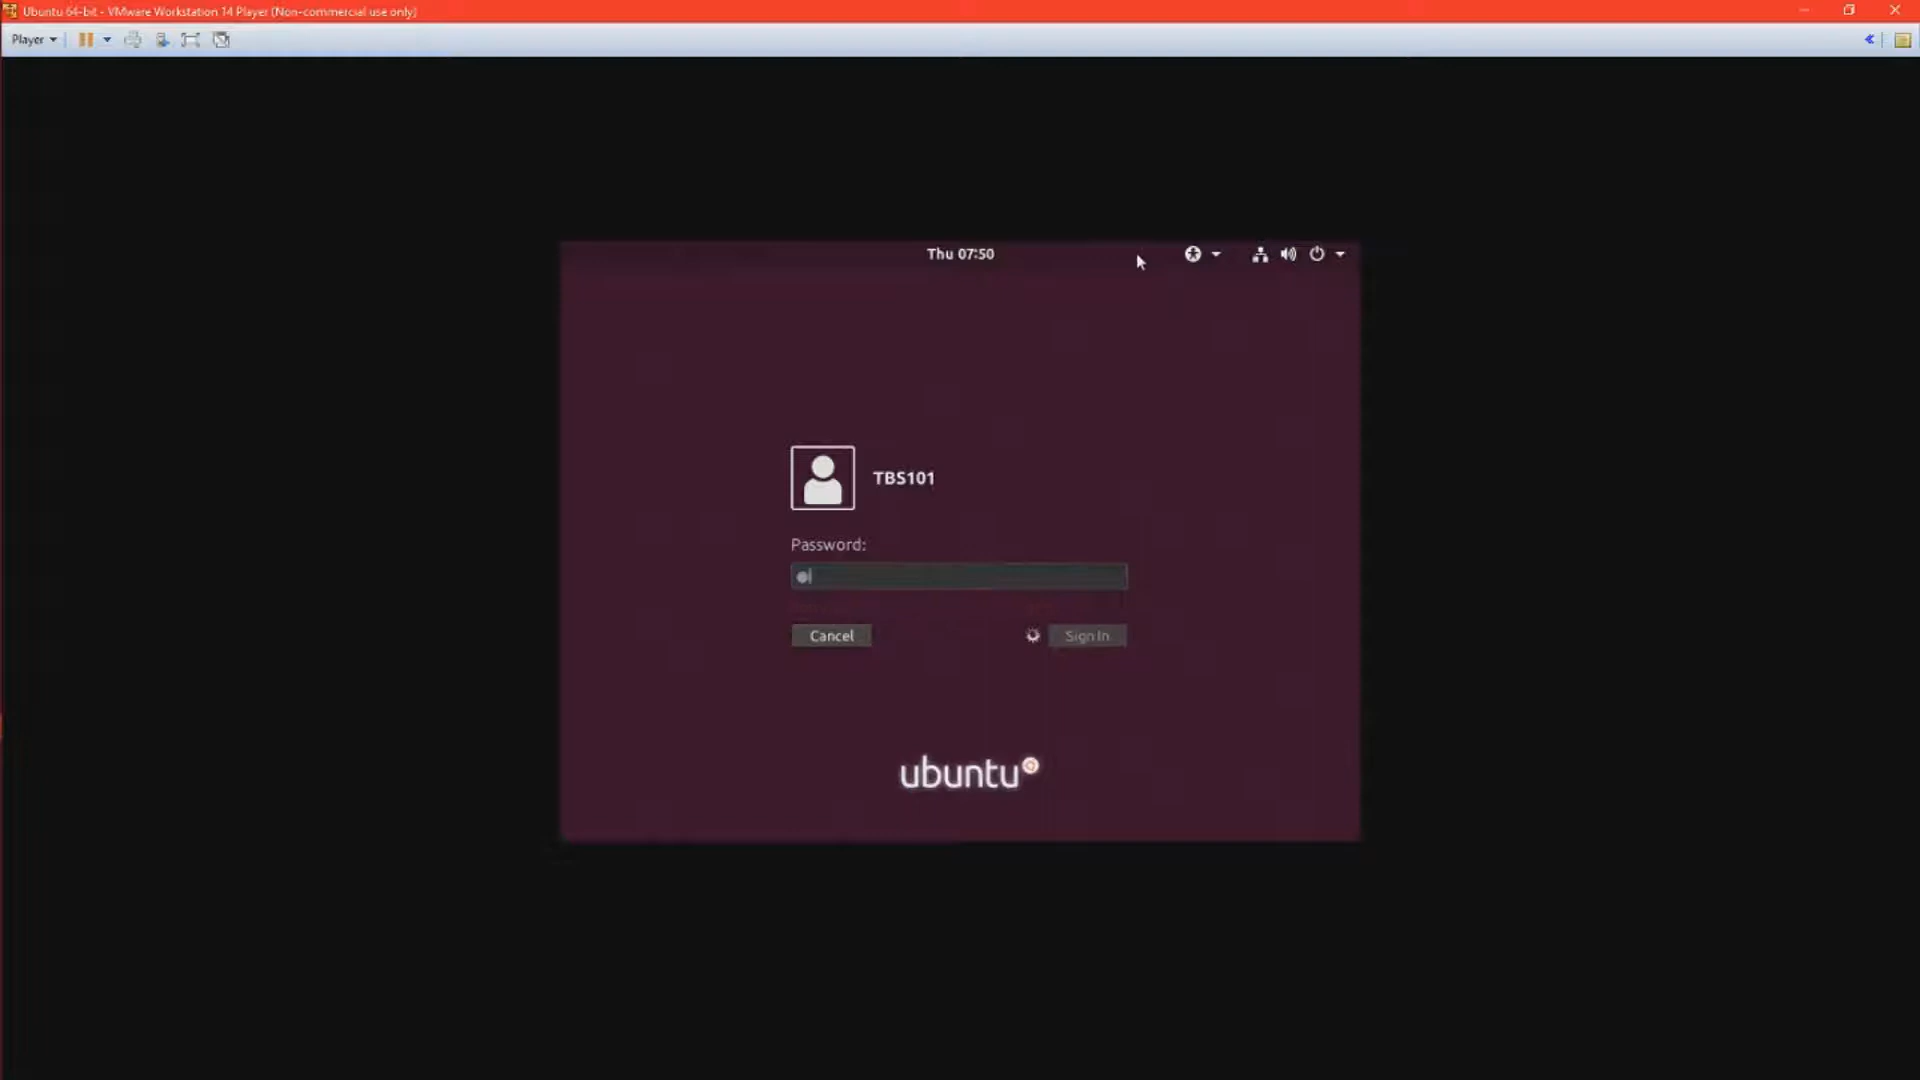 Ubuntu 64-bit - VMware Workstation 14 Player (Non-commercial use only)
Player
Thu 07:50
TBS101
Password:
Cancel
Sign In
ubuntu